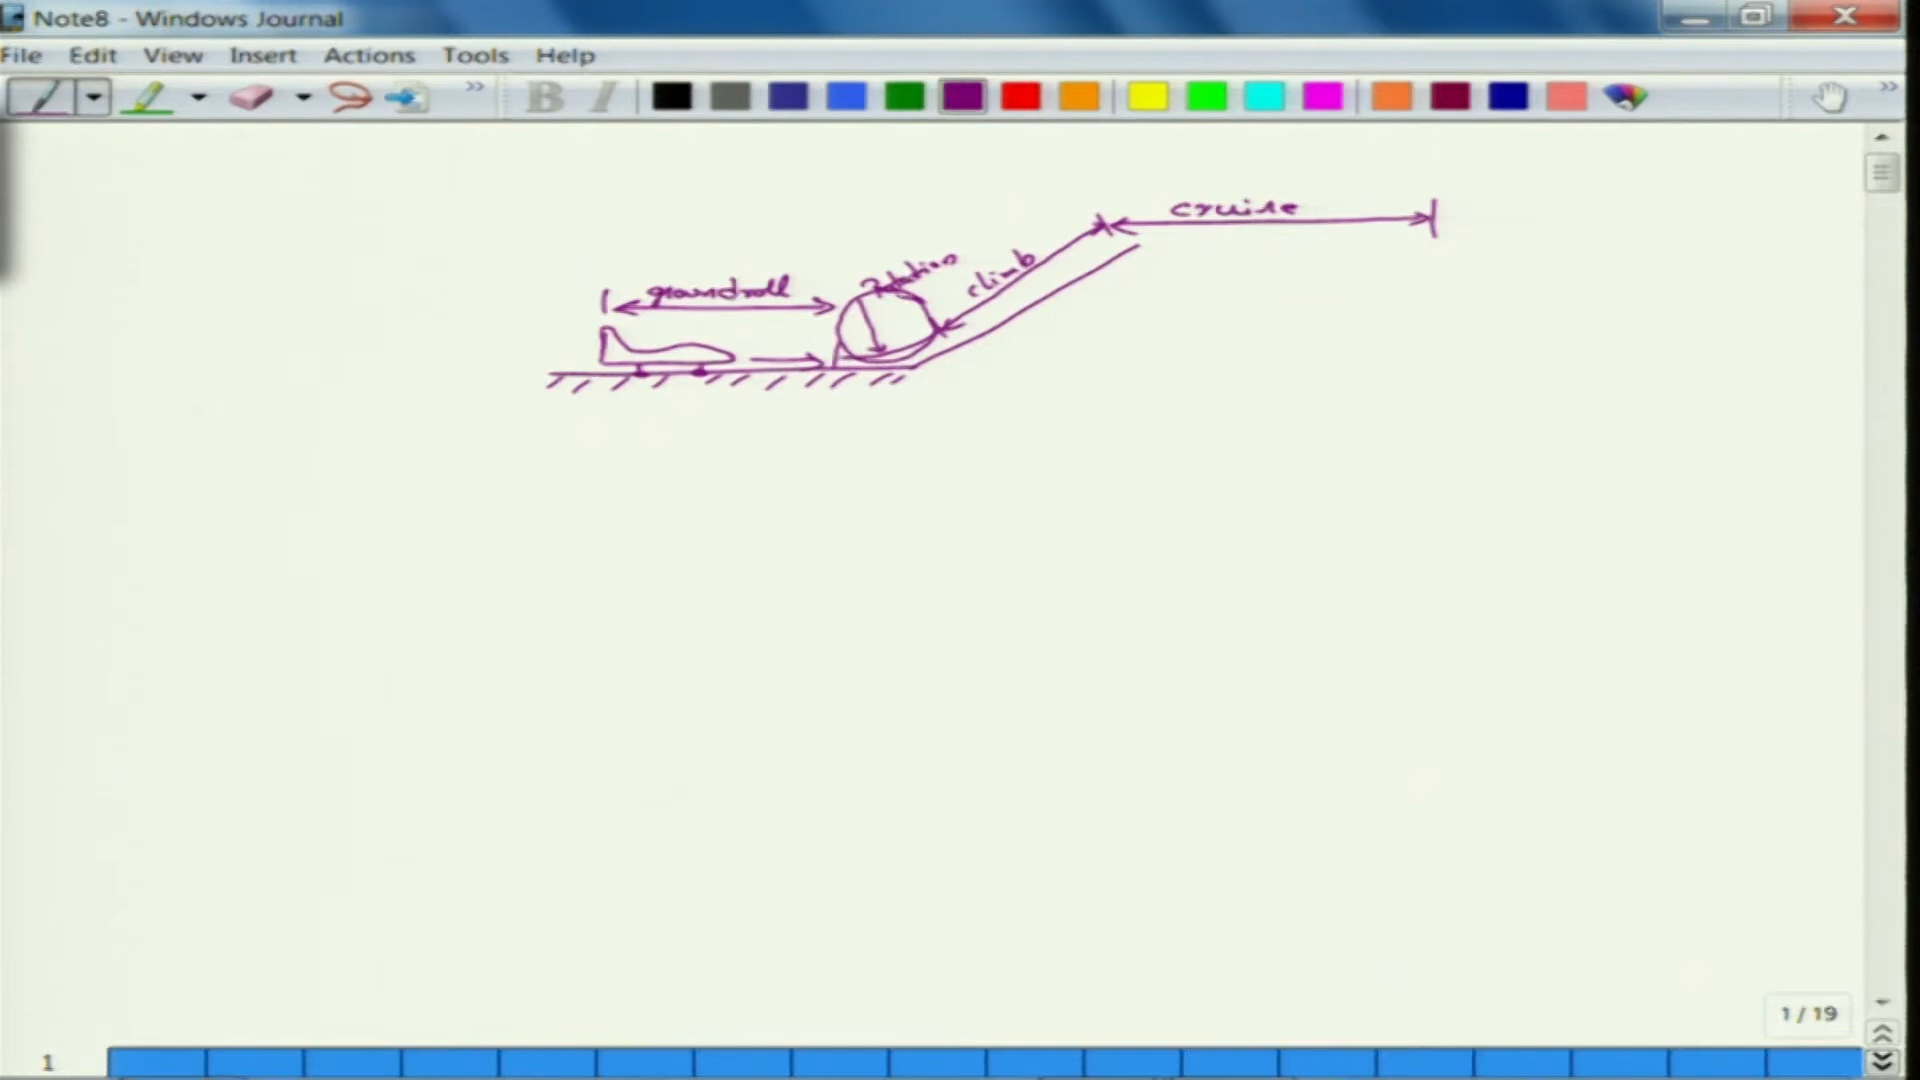 Note8 - Windows Journal
File Edit View Insert Actions Tools Help
B I
cruise
Rotation
climb
groundroll
1 / 19
1